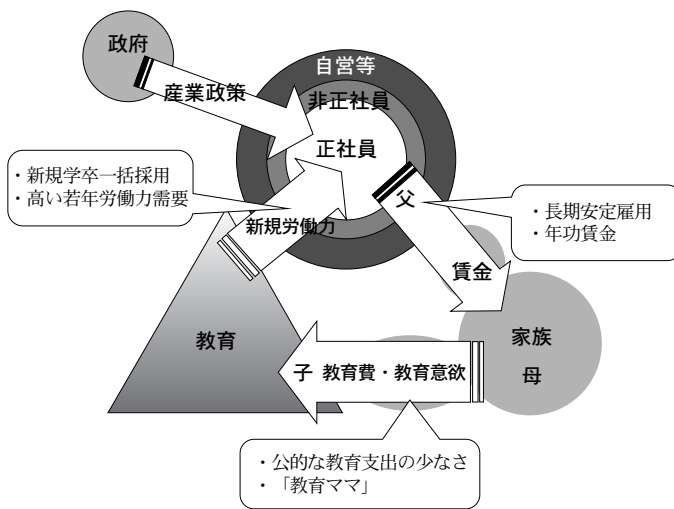 政府
産業政策
自営等
非正社員
正社員
・新規学卒一括採用
・高い若年労働力需要
新規労働力
父
・長期安定雇用
・年功賃金
賃金
家族
母
教育
子 教育費・教育意欲
・公的な教育支出の少なさ
・「教育ママ」